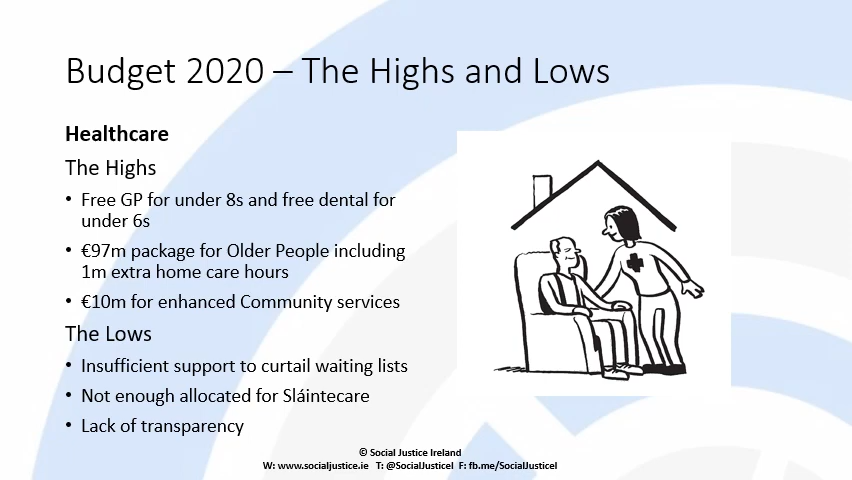 Budget 2020 – The Highs and Lows
Healthcare
The Highs
• Free GP for under 8s and free dental for
under 6s
• €97m package for Older People including
1m extra home care hours
• €10m for enhanced Community services
The Lows
• Insufficient support to curtail waiting lists
• Not enough allocated for Sláintecare
• Lack of transparency
© Social Justice Ireland
W: www.socialjustice.ie T: @SocialJusticeI F: fb.me/SocialJusticeI